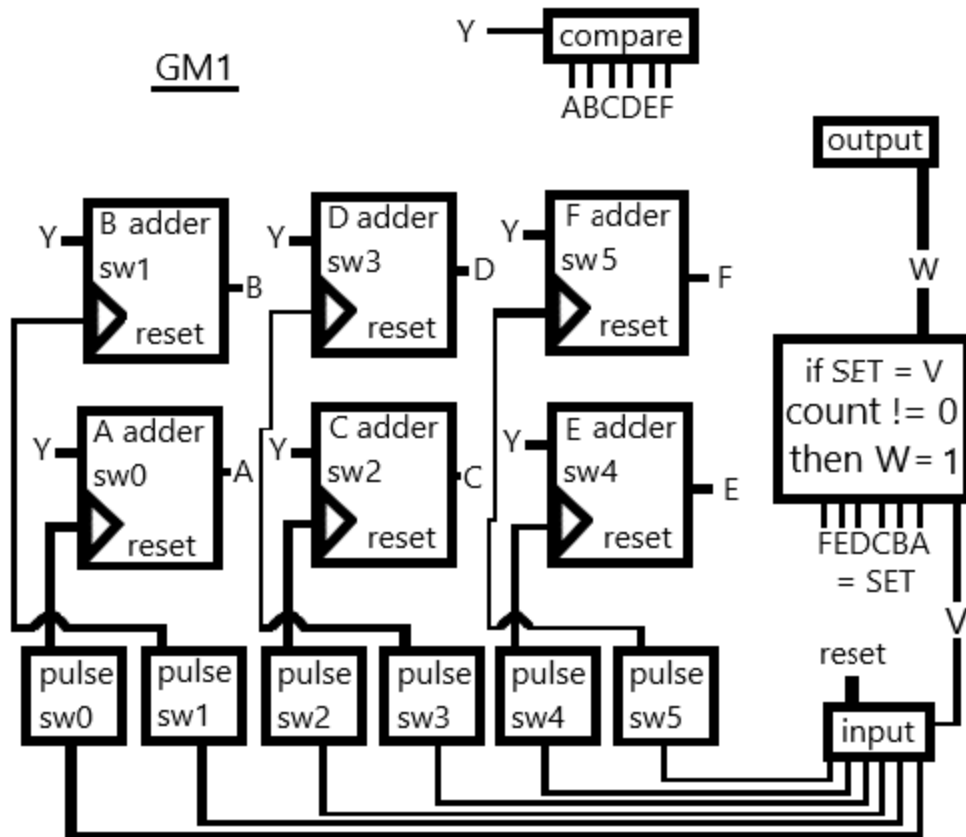 Y
compare
GM1
ABCDEF
output
B adder
Y
sw1
B
reset
D adder
Y
sw3
D
reset
F adder
Y
sw5
F
reset
W
if SET = V
count != 0
then W = 1
A adder
Y
sw0
A
reset
C adder
Y
sw2
C
reset
E adder
Y
sw4
E
reset
FEDCBA
= SET
V
reset
pulse
sw0
pulse
sw1
pulse
sw2
pulse
sw3
pulse
sw4
pulse
sw5
input